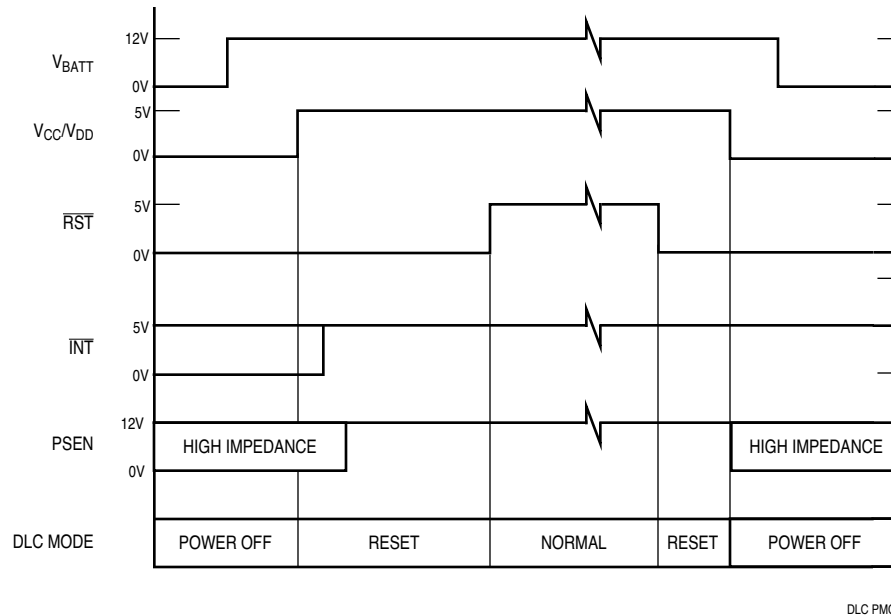 12V
V_BATT
0V
5V
V_CC/V_DD
0V
5V
RST
0V
5V
INT
0V
12V
PSEN HIGH IMPEDANCE HIGH IMPEDANCE
0V
DLC MODE POWER OFF RESET NORMAL RESET POWER OFF